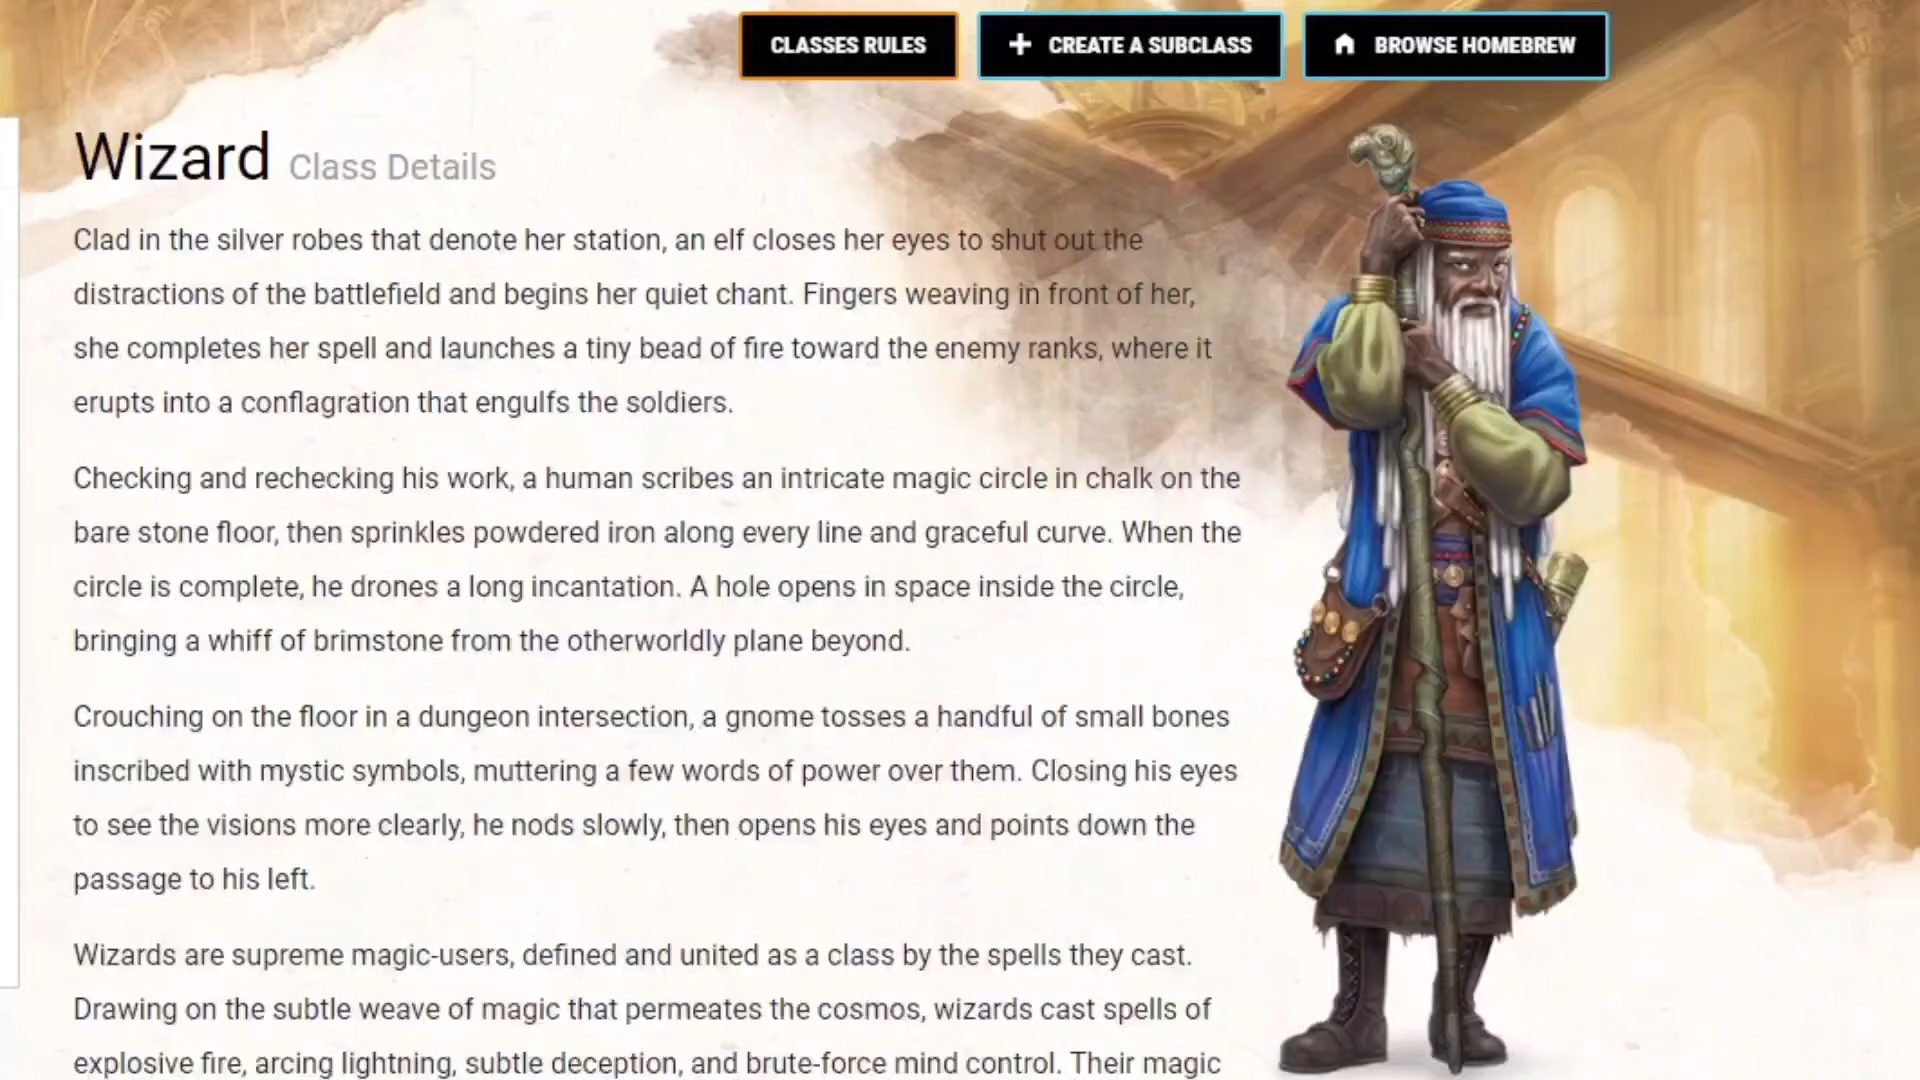 CLASSES RULES
CREATE A SUBCLASS
BROWSE HOMEBREW
Wizard Class Details
Clad in the silver robes that denote her station, an elf closes her eyes to shut out the
distractions of the battlefield and begins her quiet chant. Fingers weaving in front of her,
she completes her spell and launches a tiny bead of fire toward the enemy ranks, where it
erupts into a conflagration that engulfs the soldiers.
Checking and rechecking his work, a human scribes an intricate magic circle in chalk on the
bare stone floor, then sprinkles powdered iron along every line and graceful curve. When the
circle is complete, he drones a long incantation. A hole opens in space inside the circle,
bringing a whiff of brimstone from the otherworldly plane beyond.
Crouching on the floor in a dungeon intersection, a gnome tosses a handful of small bones
inscribed with mystic symbols, muttering a few words of power over them. Closing his eyes
to see the visions more clearly, he nods slowly, then opens his eyes and points down the
passage to his left.
Wizards are supreme magic-users, defined and united as a class by the spells they cast.
Drawing on the subtle weave of magic that permeates the cosmos, wizards cast spells of
explosive fire, arcing lightning, subtle deception, and brute-force mind control. Their magic